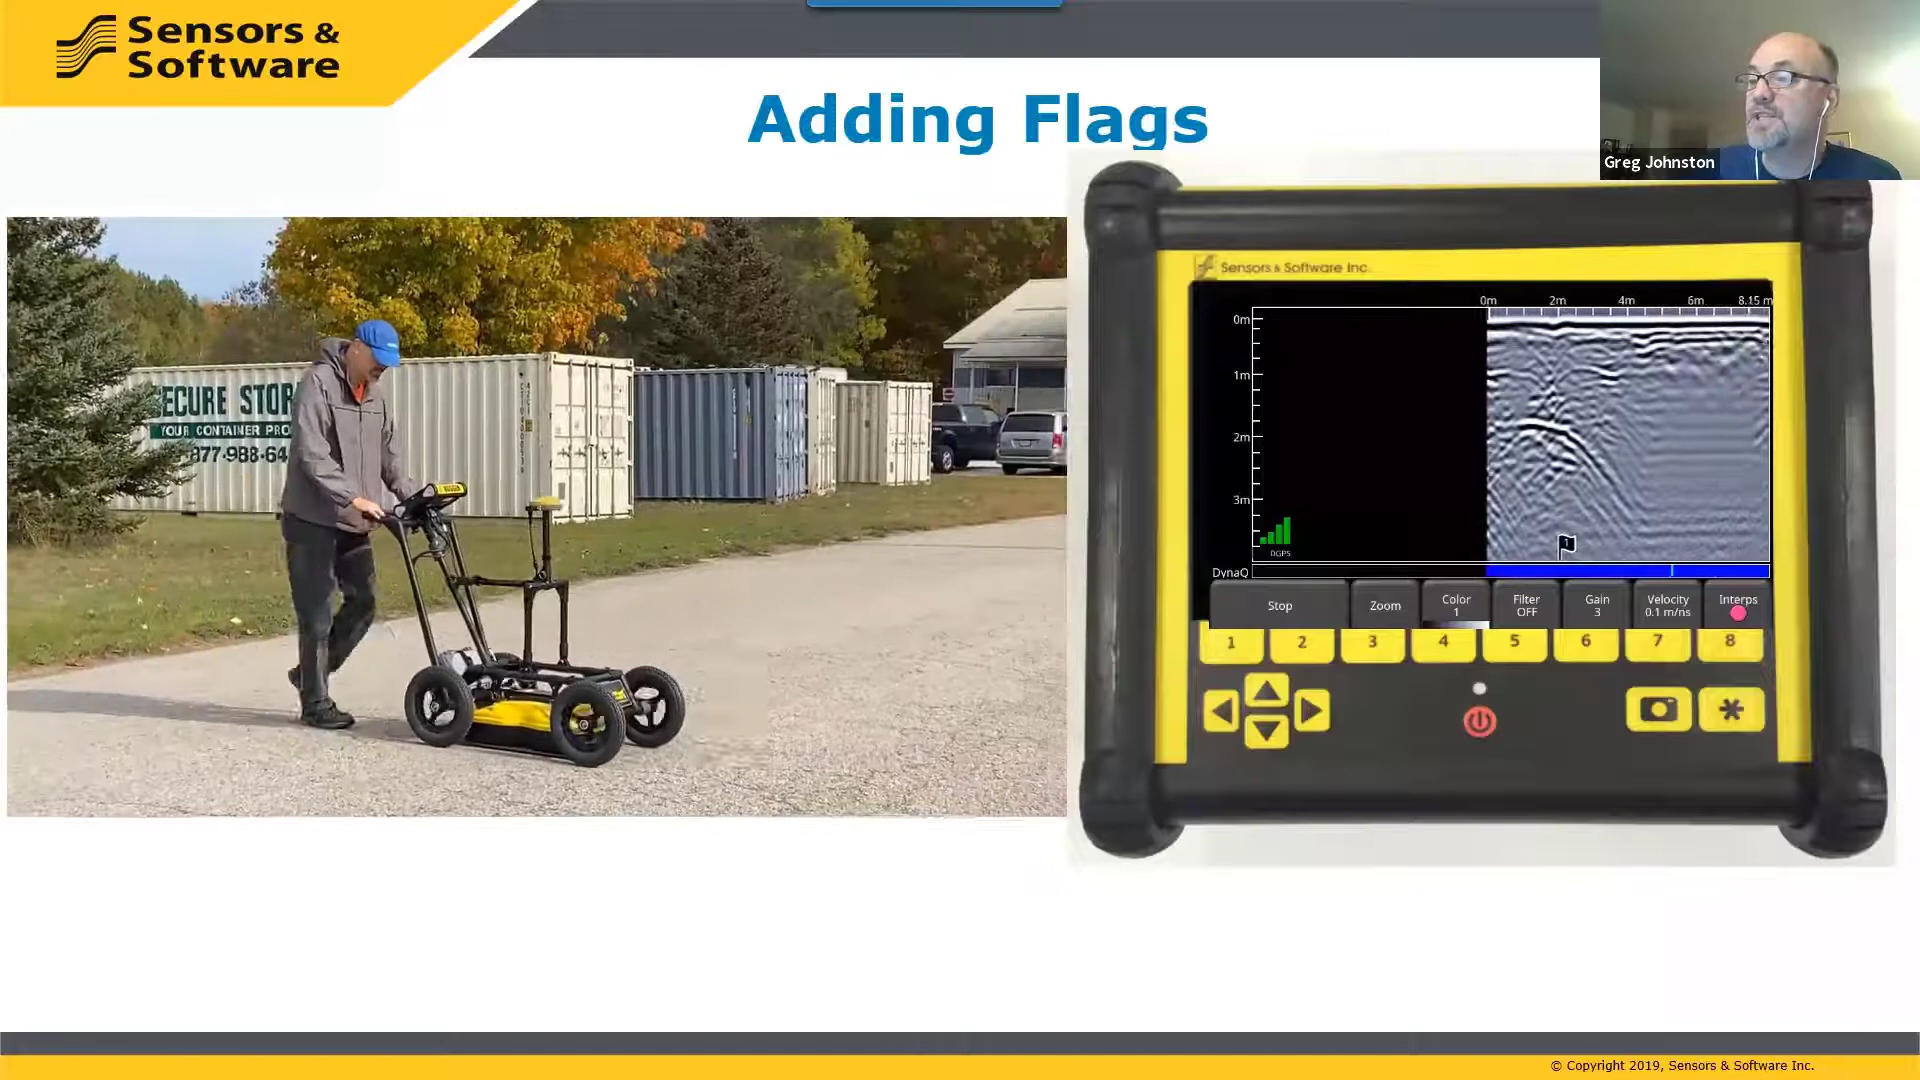 Sensors &
Software
Adding Flags
Greg Johnston
ECURE STOR
YOUR CONTAINER PRO
877-988-64
Sensors & Software Inc.
0m 2m 4m 6m 8.15 m
0m
1m
2m
3m
1
DGPS
DynaQ
Stop
Zoom
Color
1
Filter
OFF
Gain
3
Velocity
0.1 m/ns
Interps
1 2 3 4 5 6 7 8
© Copyright 2019, Sensors & Software Inc.